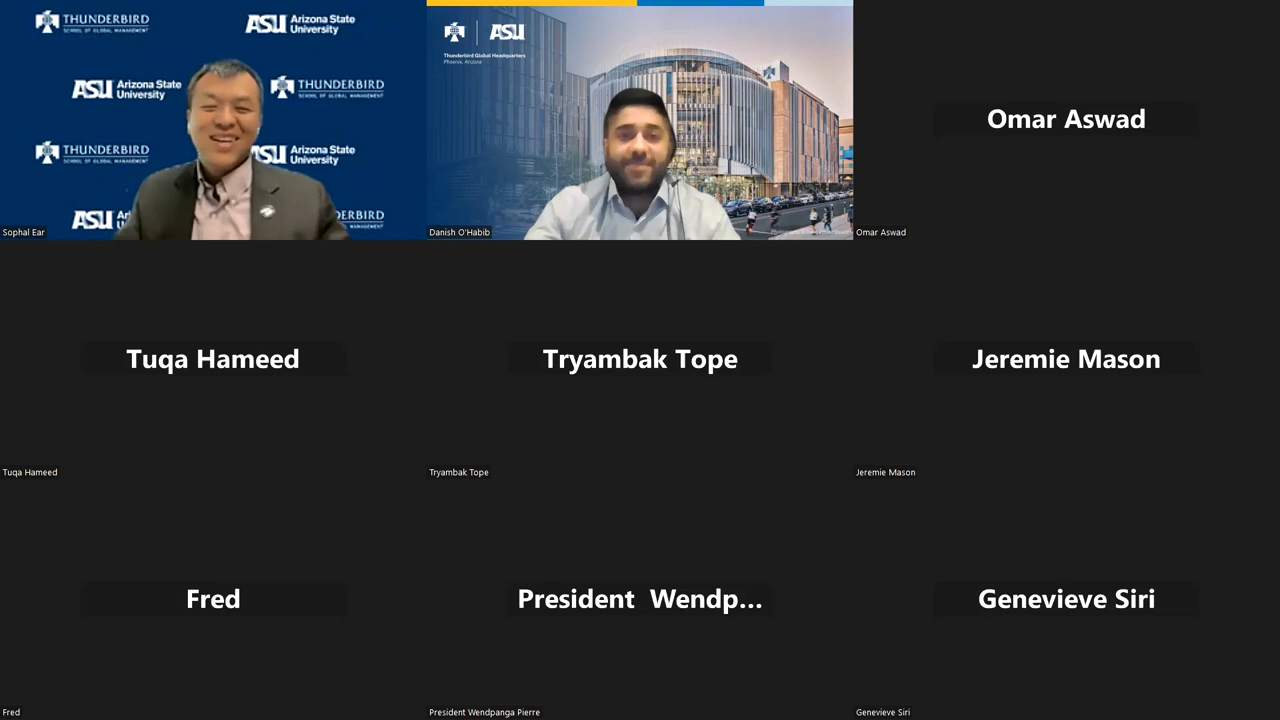 THUNDERBIRD
SCHOOL OF GLOBAL MANAGEMENT
ASU Arizona State
University
ASU Arizona State
University
THUNDERBIRD
SCHOOL OF GLOBAL MANAGEMENT
THUNDERBIRD
SCHOOL OF GLOBAL MANAGEMENT
Arizona State
University
ASU
Sophal Ear
ASU
Thunderbird Global Headquarters
Phoenix, Arizona
Danish O'Habib
Omar Aswad
Omar Aswad
Tuqa Hameed
Tuqa Hameed
Tryambak Tope
Tryambak Tope
Jeremie Mason
Jeremie Mason
Fred
Fred
President Wendp...
President Wendpanga Pierre
Genevieve Siri
Genevieve Siri